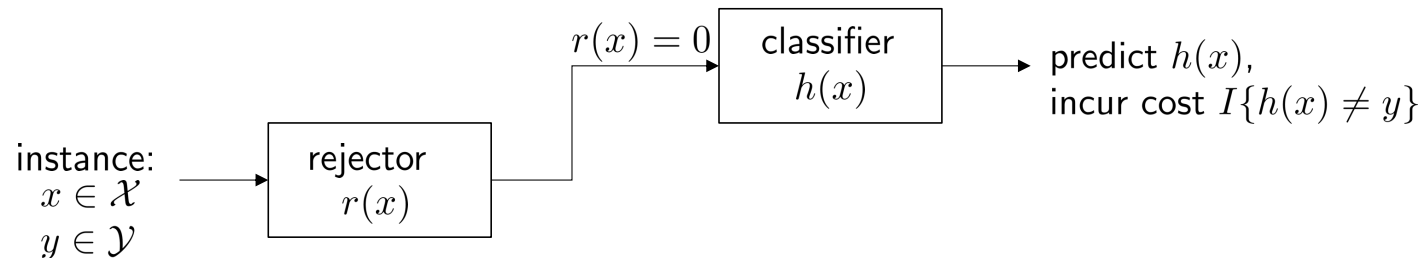 instance:
x ∈ 𝒳
y ∈ 𝒴
rejector
r(x)
r(x) = 0
classifier
h(x)
predict h(x),
incur cost I{h(x) ≠ y}